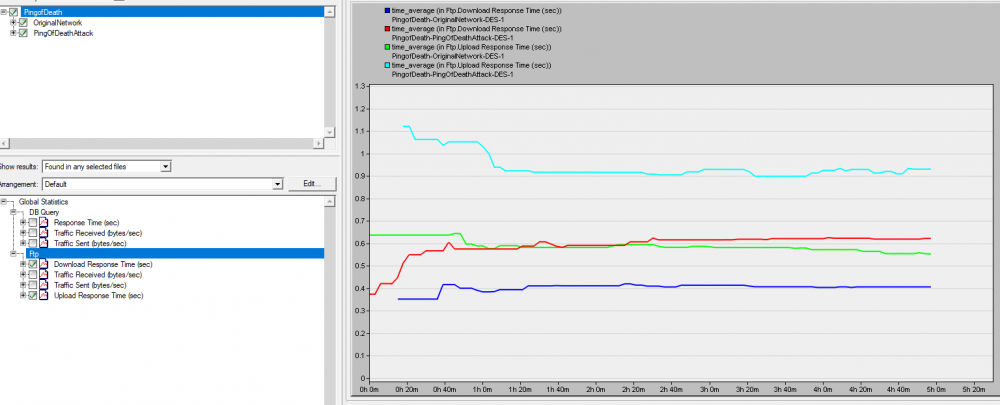 PingofDeath
OriginalNetwork
PingOfDeathAttack
Show results: Found in any selected files
Arrangement: Default Edit...
Global Statistics
DB Query
Response Time (sec)
Traffic Received (bytes/sec)
Traffic Sent (bytes/sec)
Ftp
Download Response Time (sec)
Traffic Received (bytes/sec)
Traffic Sent (bytes/sec)
Upload Response Time (sec)
time_average (in Ftp.Download Response Time (sec))
PingofDeath-OriginalNetwork-DES-1
time_average (in Ftp.Download Response Time (sec))
PingofDeath-PingOfDeathAttack-DES-1
time_average (in Ftp.Upload Response Time (sec))
PingofDeath-OriginalNetwork-DES-1
time_average (in Ftp.Upload Response Time (sec))
PingofDeath-PingOfDeathAttack-DES-1
1.3
1.2
1.1
1
0.9
0.8
0.7
0.6
0.5
0.4
0.3
0.2
0.1
0
0h 0m 0h 20m 0h 40m 1h 0m 1h 20m 1h 40m 2h 0m 2h 20m 2h 40m 3h 0m 3h 20m 3h 40m 4h 0m 4h 20m 4h 40m 5h 0m 5h 20m